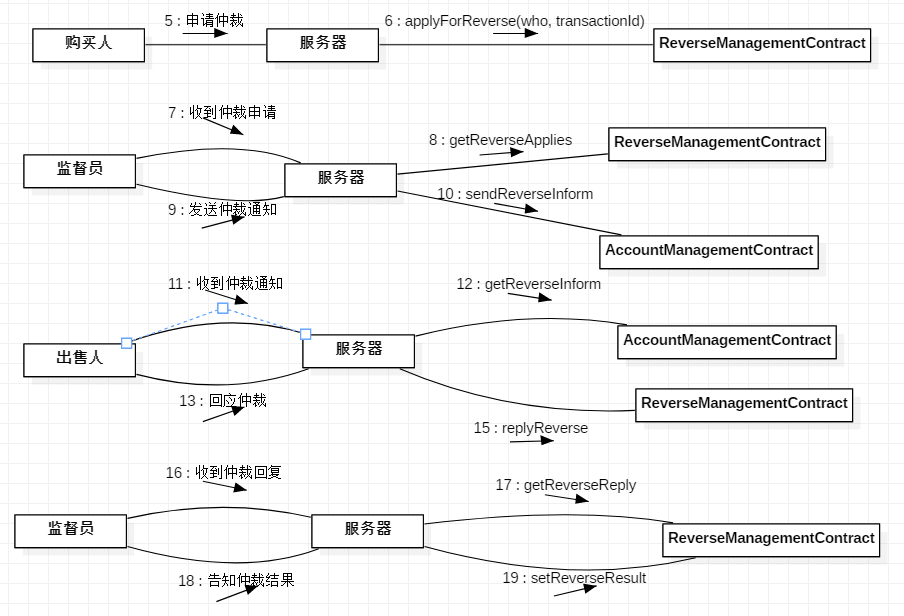 5 : 申请仲裁
6 : applyForReverse(who, transactionId)
购买人
服务器
ReverseManagementContract
7 : 收到仲裁申请
8 : getReverseApplies
ReverseManagementContract
监督员
服务器
10 : sendReverseInform
9 : 发送仲裁通知
AccountManagementContract
11 : 收到仲裁通知
12 : getReverseInform
AccountManagementContract
出售人
服务器
13 : 回应仲裁
ReverseManagementContract
15 : replyReverse
16 : 收到仲裁回复
17 : getReverseReply
监督员
服务器
ReverseManagementContract
18 : 告知仲裁结果
19 : setReverseResult